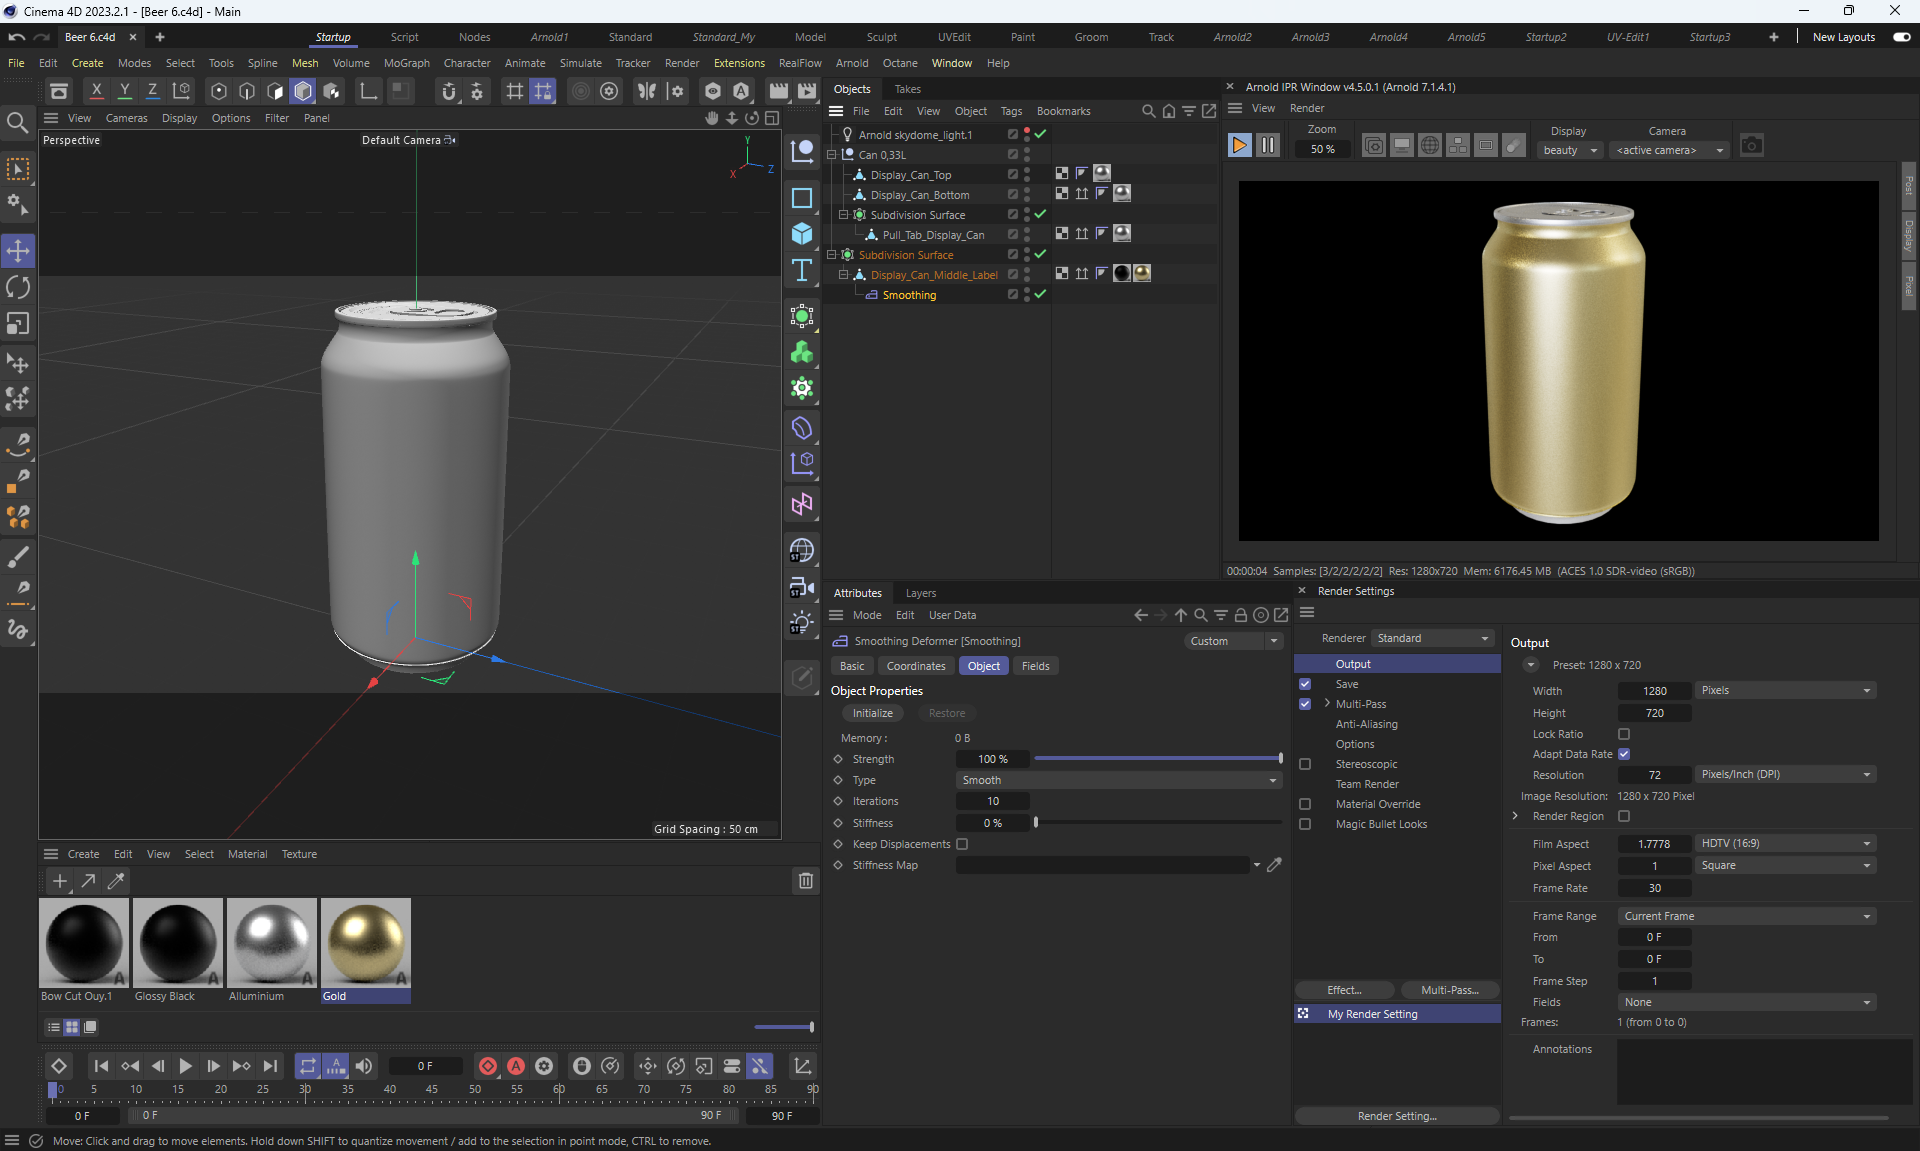 Cinema 4D 2023.2.1 - [Beer 6.c4d] - Main
Beer 6.c4d
Startup Script Nodes Arnold1 Standard Standard_My Model Sculpt UVEdit Paint Groom Track Arnold2 Arnold3 Arnold4 Arnold5 Startup2 UV-Edit1 Startup3 New Layouts
File Edit Create Modes Select Tools Spline Mesh Volume MoGraph Character Animate Simulate Tracker Render Extensions Window RealFlow Arnold Octane Window Help
X Y Z
View Cameras Display Options Filter Panel
Perspective
Default Camera
Y
X
Z
Grid Spacing : 50 cm
ST
ST
ST
Objects Takes
File Edit View Object Tags Bookmarks
Arnold skydome_light.1
Can 0,33L
Display_Can_Top
Display_Can_Bottom
Subdivision Surface
Pull_Tab_Display_Can
Subdivision Surface
Display_Can_Middle_Label
Smoothing
Arnold IPR Window v4.5.0.1 (Arnold 7.1.4.1)
View Render
Zoom
50 %
Display
beauty
Camera
<active camera>
Post
Display
Pixel
00:00:04 Samples: [3/2/2/2/2/2] Res: 1280x720 Mem: 6176.45 MB (ACES 1.0 SDR-video (sRGB))
Attributes Layers
Mode Edit User Data
Smoothing Deformer [Smoothing]
Custom
Basic Coordinates Object Fields
Object Properties
Initialize Restore
Memory : 0 B
Strength 100 %
Type Smooth
Iterations 10
Stiffness 0 %
Keep Displacements
Stiffness Map
Render Settings
Renderer Standard
Output
Save
Multi-Pass
Anti-Aliasing
Options
Stereoscopic
Team Render
Material Override
Magic Bullet Looks
Effect... Multi-Pass...
My Render Setting
Render Setting...
Output
Preset: 1280 x 720
Width 1280 Pixels
Height 720
Lock Ratio
Adapt Data Rate
Resolution 72 Pixels/Inch (DPI)
Image Resolution: 1280 x 720 Pixel
Render Region
Film Aspect 1.7778 HDTV (16:9)
Pixel Aspect 1 Square
Frame Rate 30
Frame Range Current Frame
From 0 F
To 0 F
Frame Step 1
Fields None
Frames: 1 (from 0 to 0)
Annotations
Create Edit View Select Material Texture
A A A A
Bow Cut Ouy.1 Glossy Black Alluminium Gold
0 F
0 5 10 15 20 25 30 35 40 45 50 55 60 65 70 75 80 85 90
0 F 0 F 90 F 90 F
Move: Click and drag to move elements. Hold down SHIFT to quantize movement / add to the selection in point mode, CTRL to remove.